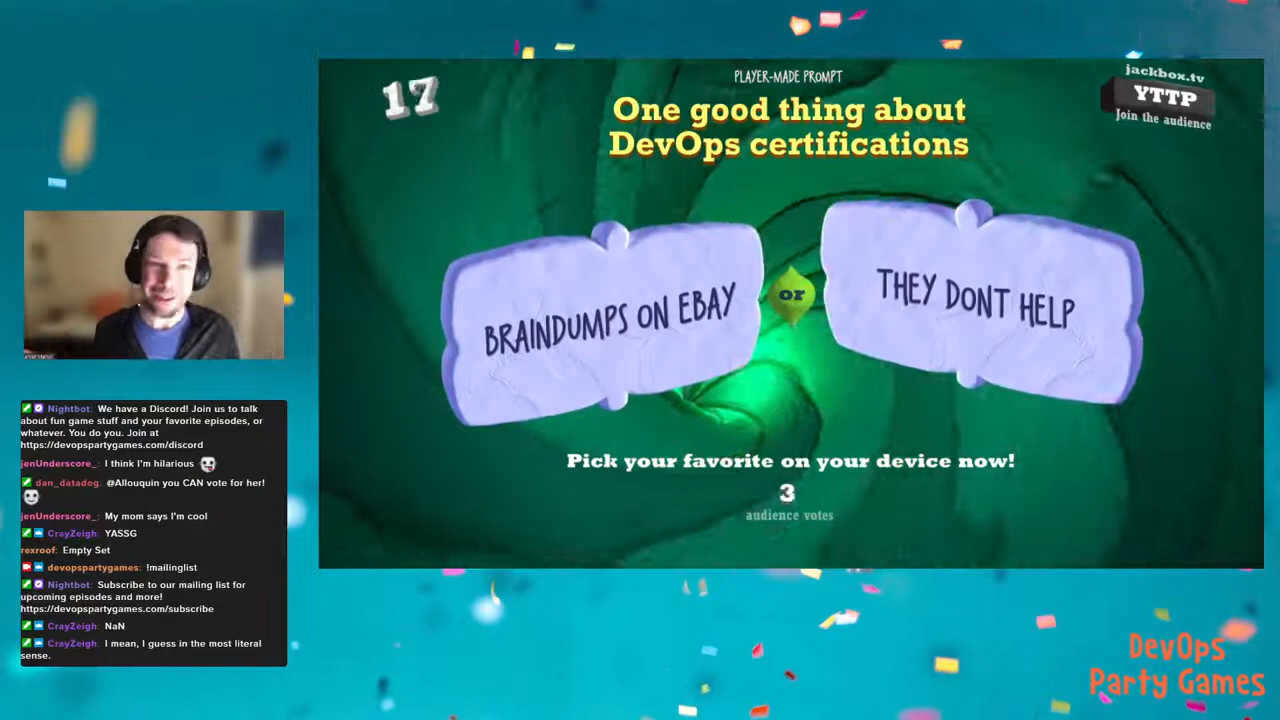 17
PLAYER-MADE PROMPT
One good thing about
DevOps certifications
jackbox.tv
YTTP
Join the audience
BRAINDUMPS ON EBAY
or
THEY DONT HELP
Pick your favorite on your device now!
3
audience votes
Nightbot: We have a Discord! Join us to talk
about fun game stuff and your favorite episodes, or
whatever. You do you. Join at
https://devopspartygames.com/discord
jenUnderscore_: I think I'm hilarious
dan_datadog: @Allouquin you CAN vote for her!
jenUnderscore_: My mom says I'm cool
CrayZeigh: YASSG
rexroof: Empty Set
devopspartygames: !mailinglist
Nightbot: Subscribe to our mailing list for
upcoming episodes and more!
https://devopspartygames.com/subscribe
CrayZeigh: NaN
CrayZeigh: I mean, I guess in the most literal
sense.
DevOps
Party Games